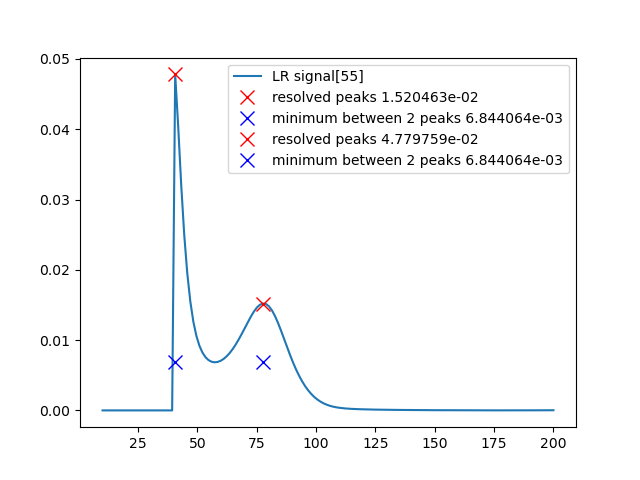 LR signal[55]
resolved peaks 1.520463e-02
minimum between 2 peaks 6.844064e-03
resolved peaks 4.779759e-02
minimum between 2 peaks 6.844064e-03
0.05
0.04
0.03
0.02
0.01
0.00
25 50 75 100 125 150 175 200